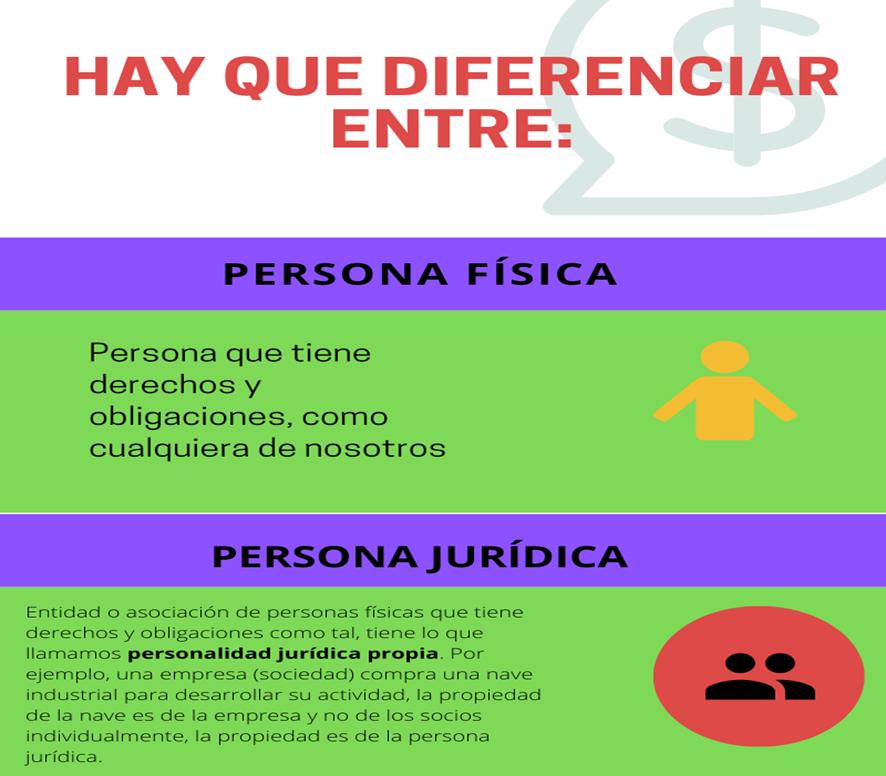 HAY QUE DIFERENCIAR
ENTRE:
PERSONA FÍSICA
Persona que tiene
derechos y
obligaciones, como
cualquiera de nosotros
PERSONA JURÍDICA
Entidad o asociación de personas físicas que tiene
derechos y obligaciones como tal, tiene lo que
llamamos personalidad jurídica propia. Por
ejemplo, una empresa (sociedad) compra una nave
industrial para desarrollar su actividad, la propiedad
de la nave es de la empresa y no de los socios
individualmente, la propiedad es de la persona
jurídica.